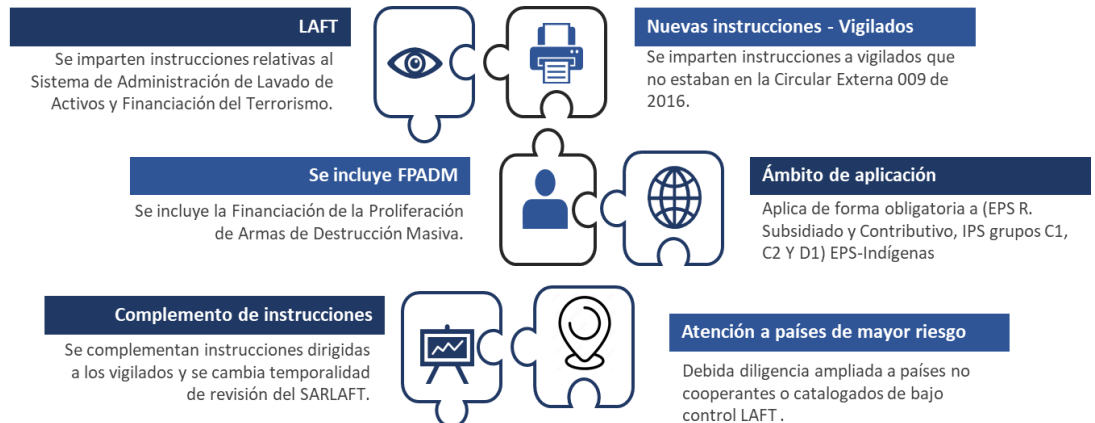 LAFT
Se imparten instrucciones relativas al
Sistema de Administración de Lavado de
Activos y Financiación del Terrorismo.
Nuevas instrucciones - Vigilados
Se imparten instrucciones a vigilados que
no estaban en la Circular Externa 009 de
2016.
Se incluye FPADM
Se incluye la Financiación de la Proliferación
de Armas de Destrucción Masiva.
Ámbito de aplicación
Aplica de forma obligatoria a (EPS R.
Subsidiado y Contributivo, IPS grupos C1,
C2 Y D1) EPS-Indígenas
Complemento de instrucciones
Se complementan instrucciones dirigidas
a los vigilados y se cambia temporalidad
de revisión del SARLAFT.
Atención a países de mayor riesgo
Debida diligencia ampliada a países no
cooperantes o catalogados de bajo
control LAFT .